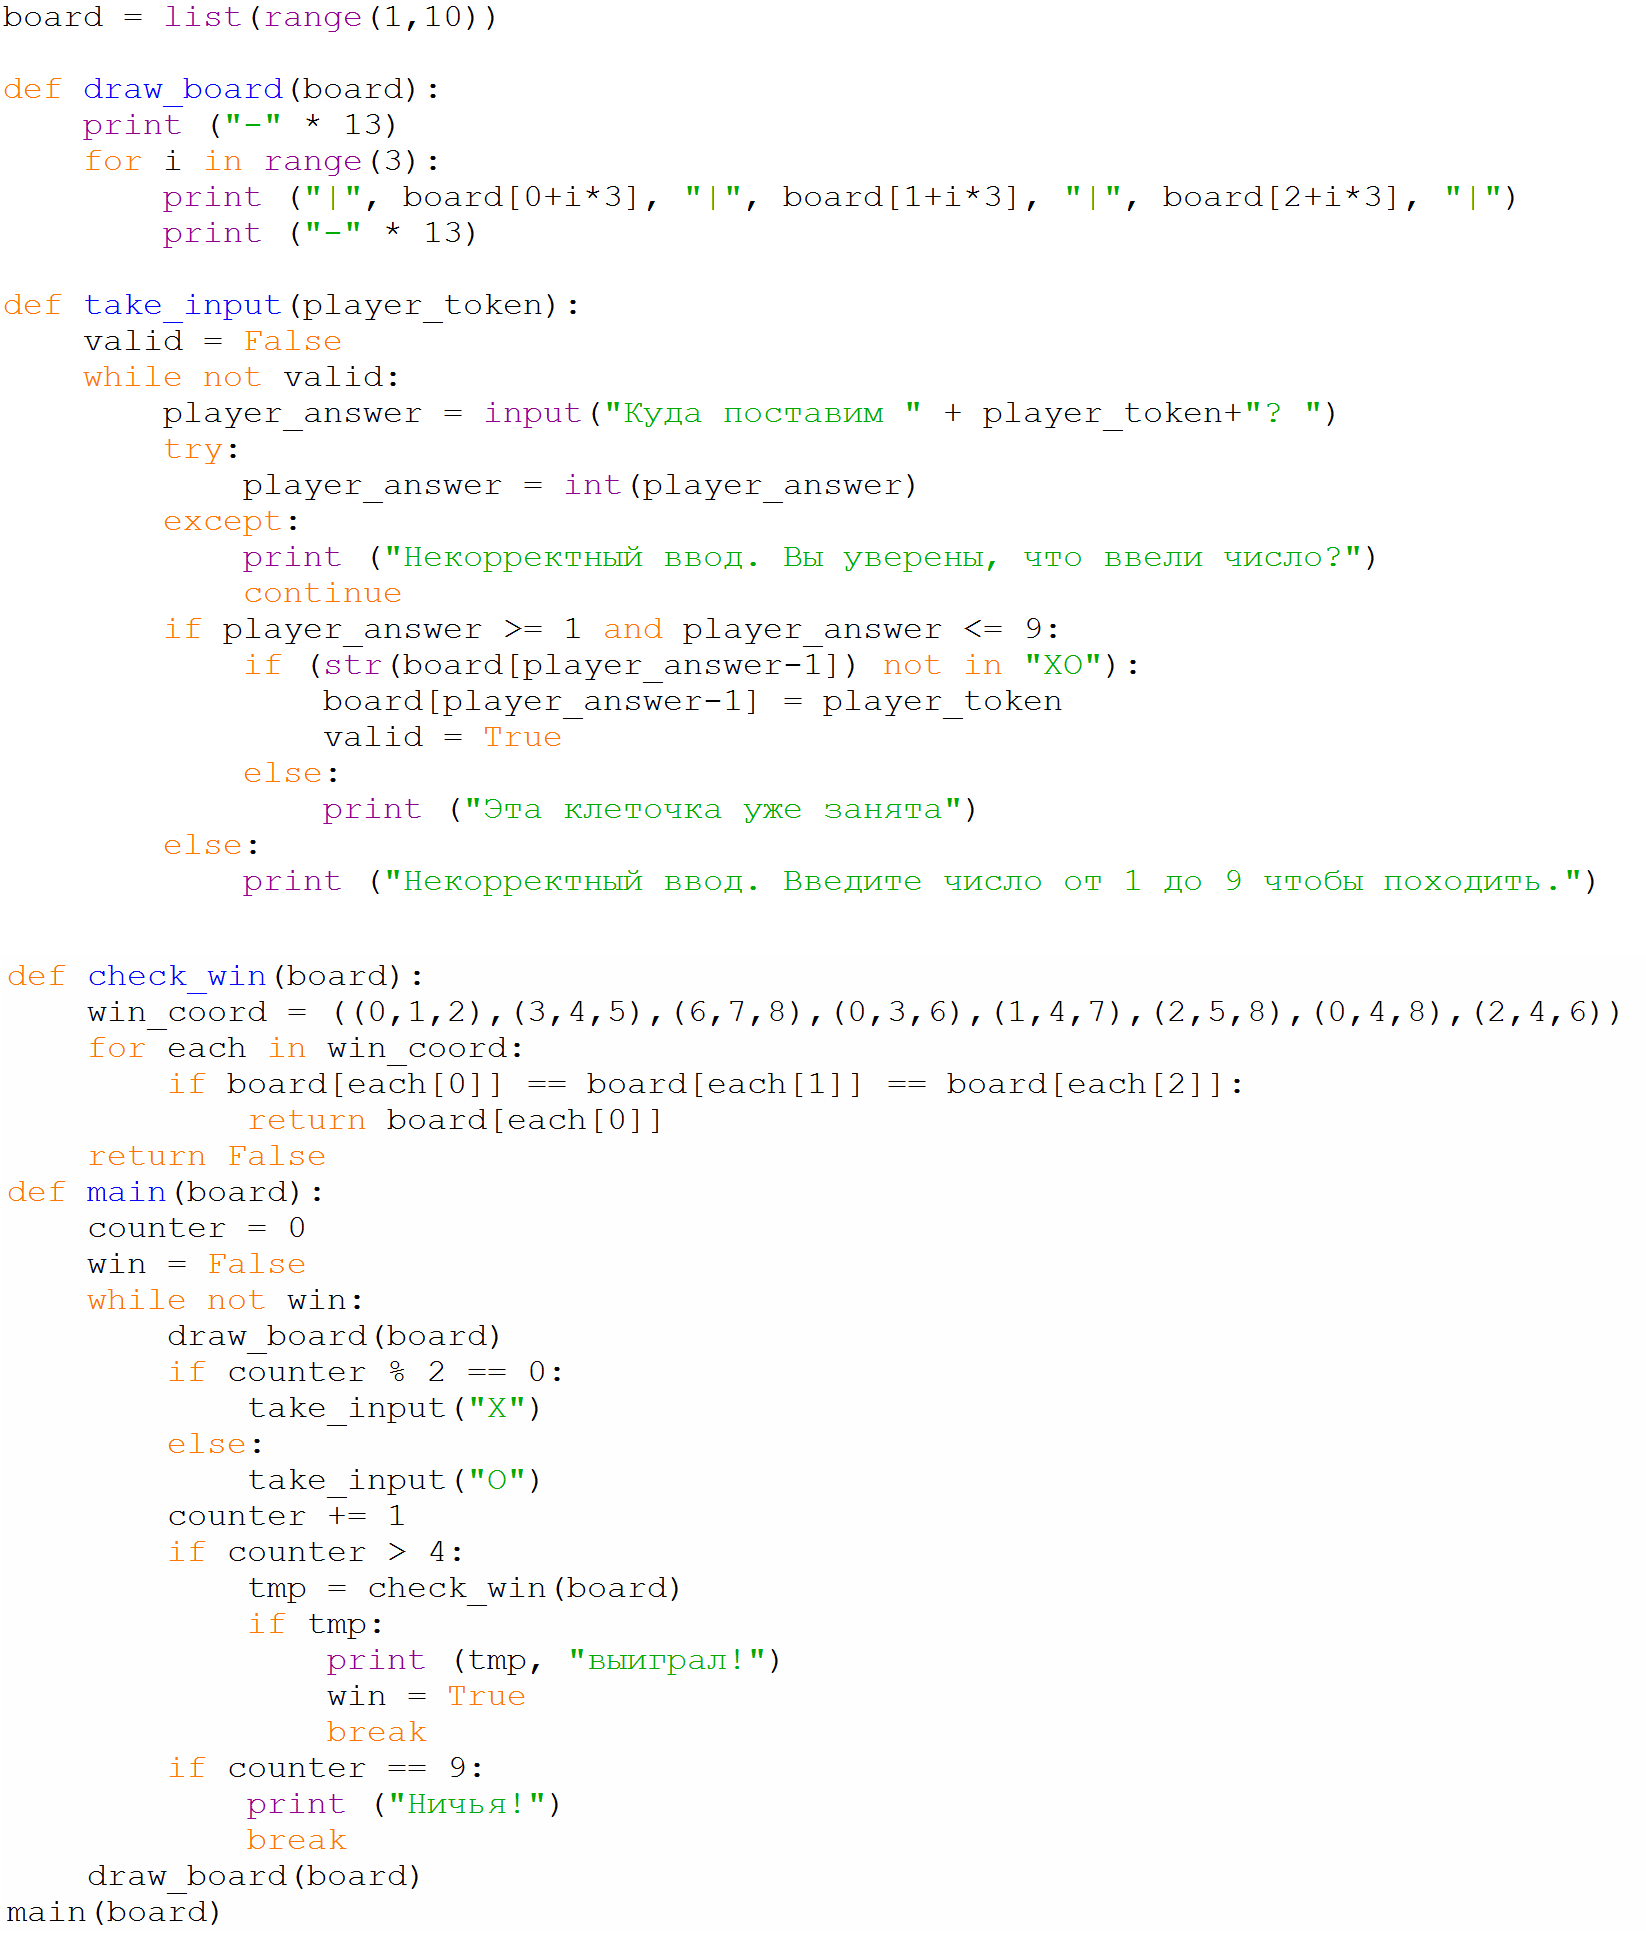 board = list(range(1,10))

def draw_board(board):
    print ("-" * 13)
    for i in range(3):
        print ("|", board[0+i*3], "|", board[1+i*3], "|", board[2+i*3], "|")
        print ("-" * 13)

def take_input(player_token):
    valid = False
    while not valid:
        player_answer = input("Куда поставим " + player_token+"? ")
        try:
            player_answer = int(player_answer)
        except:
            print ("Некорректный ввод. Вы уверены, что ввели число?")
            continue
        if player_answer >= 1 and player_answer <= 9:
            if (str(board[player_answer-1]) not in "XO"):
                board[player_answer-1] = player_token
                valid = True
            else:
                print ("Эта клеточка уже занята")
        else:
            print ("Некорректный ввод. Введите число от 1 до 9 чтобы походить.")

def check_win(board):
    win_coord = ((0,1,2),(3,4,5),(6,7,8),(0,3,6),(1,4,7),(2,5,8),(0,4,8),(2,4,6))
    for each in win_coord:
        if board[each[0]] == board[each[1]] == board[each[2]]:
            return board[each[0]]
    return False
def main(board):
    counter = 0
    win = False
    while not win:
        draw_board(board)
        if counter % 2 == 0:
            take_input("X")
        else:
            take_input("O")
        counter += 1
        if counter > 4:
            tmp = check_win(board)
            if tmp:
                print (tmp, "выиграл!")
                win = True
                break
        if counter == 9:
            print ("Ничья!")
            break
    draw_board(board)
main(board)